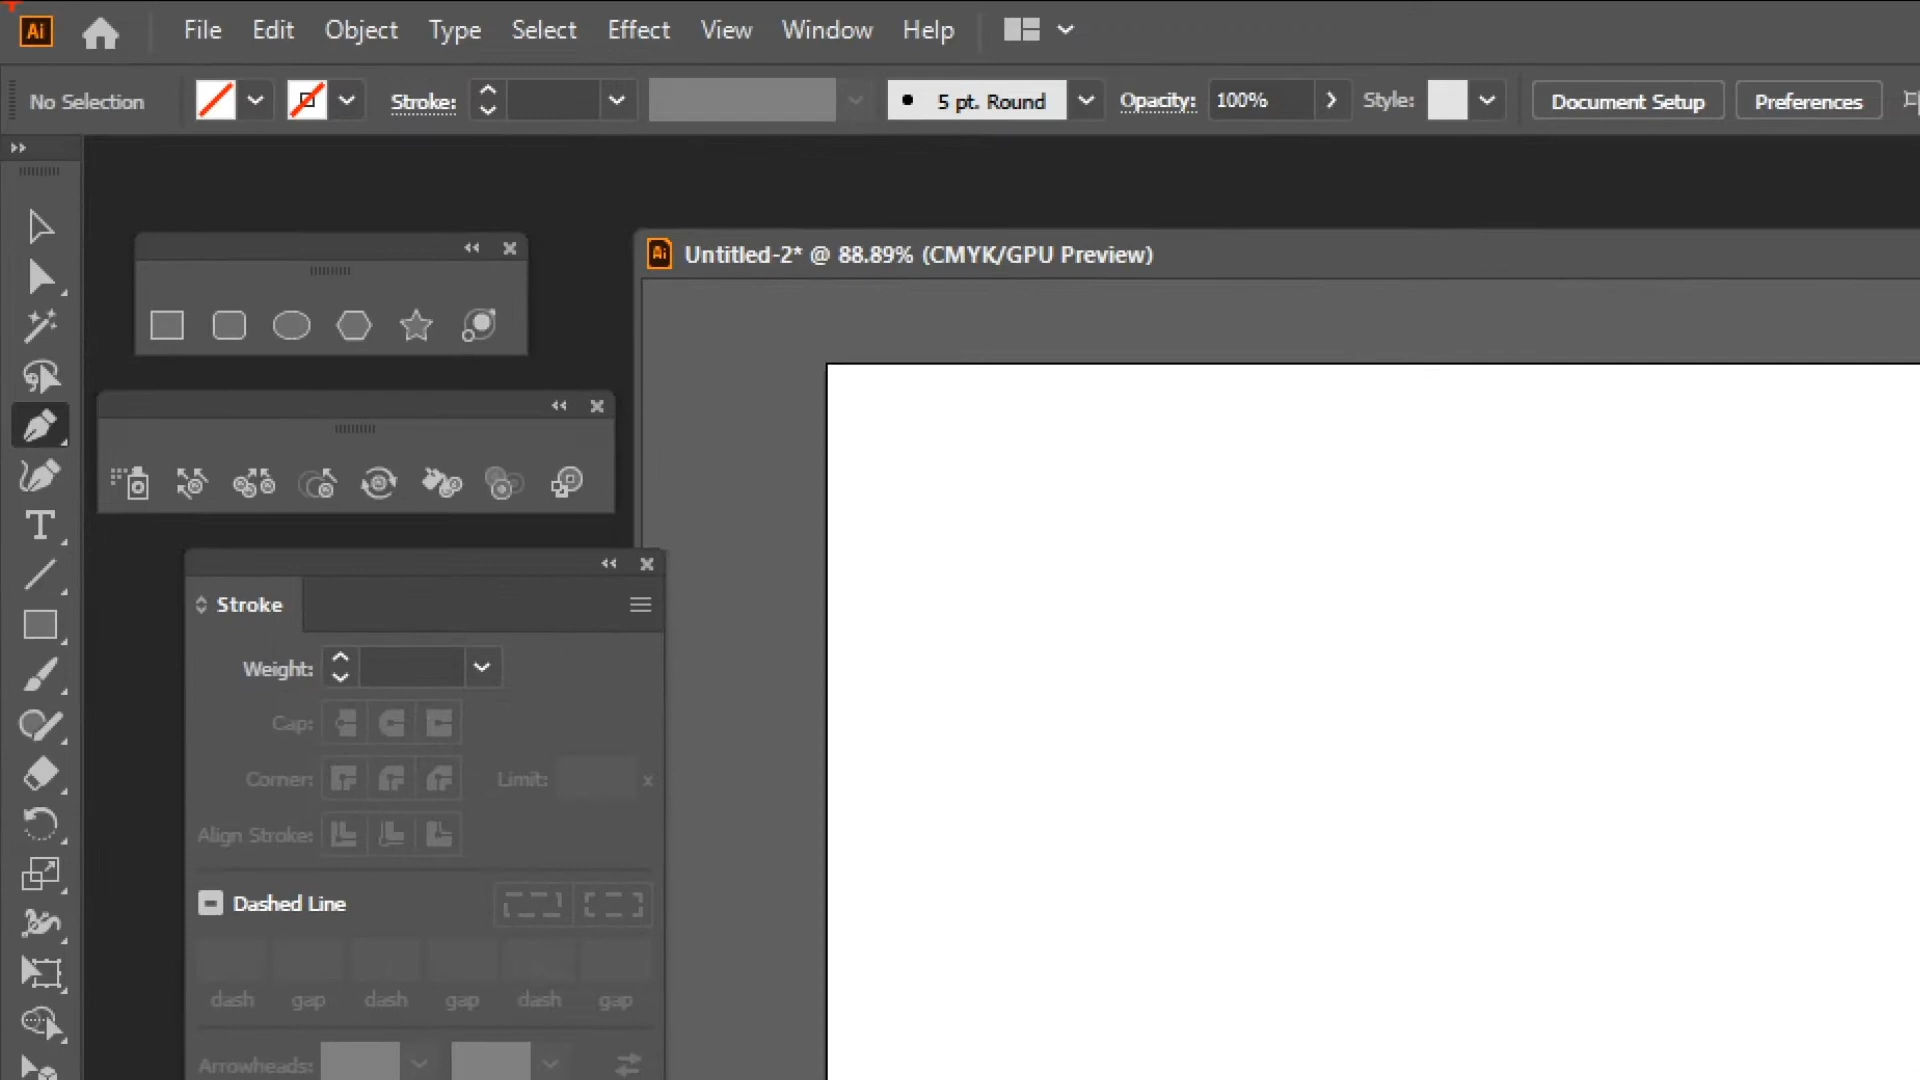 Ai File Edit Object Type Select Effect View Window Help
No Selection Stroke: 5 pt. Round Opacity: 100% Style: Document Setup Preferences
Ai Untitled-2* @ 88.89% (CMYK/GPU Preview)
Stroke
Weight:
Cap:
Corner: Limit: x
Align Stroke:
Dashed Line
dash gap dash gap dash gap
Arrowheads: